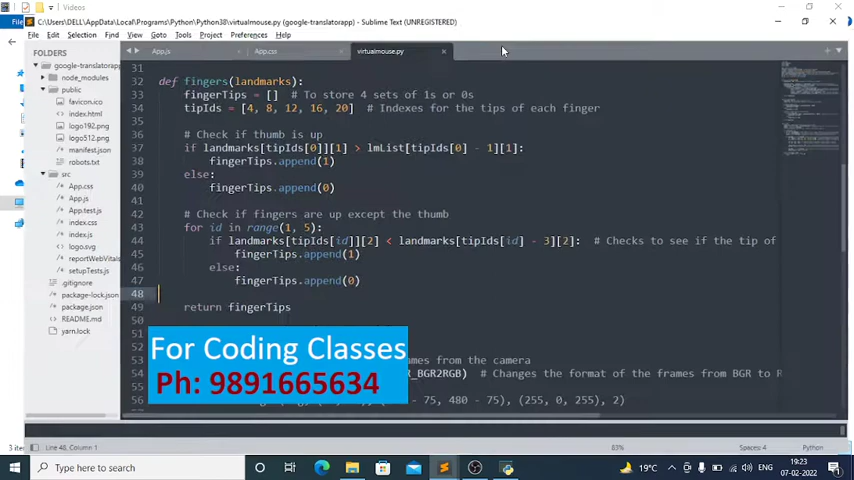 Videos
File
C:\Users\DELL\AppData\Local\Programs\Python\Python38\virtualmouse.py (google-translatorapp) - Sublime Text (UNREGISTERED)
File Edit Selection Find View Goto Tools Project Preferences Help
FOLDERS
google-translatorapp
node_modules
public
favicon.ico
index.html
logo192.png
logo512.png
manifest.json
robots.txt
src
App.css
App.js
App.test.js
index.css
index.js
logo.svg
reportWebVitals
setupTests.js
.gitignore
package-lock.json
package.json
README.md
yarn.lock
App.js
App.css
virtualmouse.py
31
32 def fingers(landmarks):
33 fingerTips = [] # To store 4 sets of 1s or 0s
34 tipIds = [4, 8, 12, 16, 20] # Indexes for the tips of each finger
35
36 # Check if thumb is up
37 if landmarks[tipIds[0]][1] > lmList[tipIds[0] - 1][1]:
38 fingerTips.append(1)
39 else:
40 fingerTips.append(0)
41
42 # Check if fingers are up except the thumb
43 for id in range(1, 5):
44 if landmarks[tipIds[id]][2] < landmarks[tipIds[id] - 3][2]: # Checks to see if the tip of
45 fingerTips.append(1)
46 else:
47 fingerTips.append(0)
48
49 return fingerTips
50
51
52
53 ames from the camera
54 R_BGR2RGB) # Changes the format of the frames from BGR to R
55
56 - 75, 480 - 75), (255, 0, 255), 2)
For Coding Classes
Ph: 9891665634
3 item
Line 48, Column 1
83%
Spaces: 4
Python
Type here to search
19°C
ENG
19:23
07-02-2022